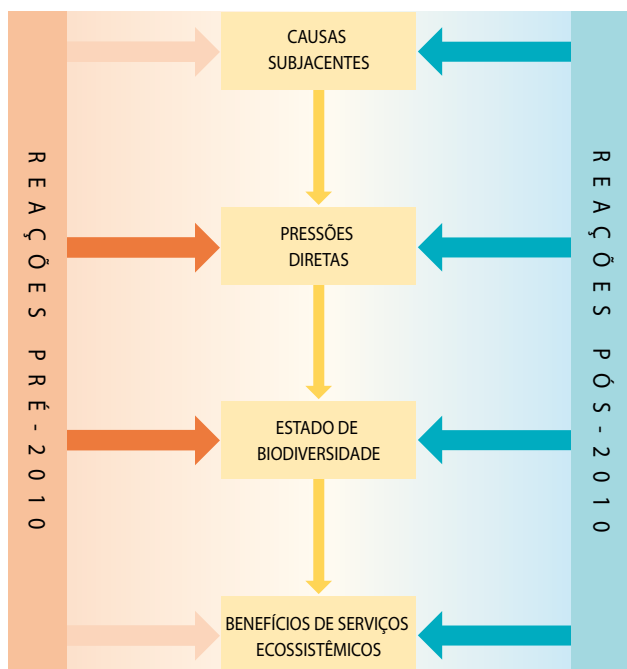 CAUSAS
SUBJACENTES
REAÇÕES PRÉ-2010
REAÇÕES PÓS-2010
PRESSÕES
DIRETAS
ESTADO DE
BIODIVERSIDADE
BENEFÍCIOS DE SERVIÇOS
ECOSSISTÊMICOS